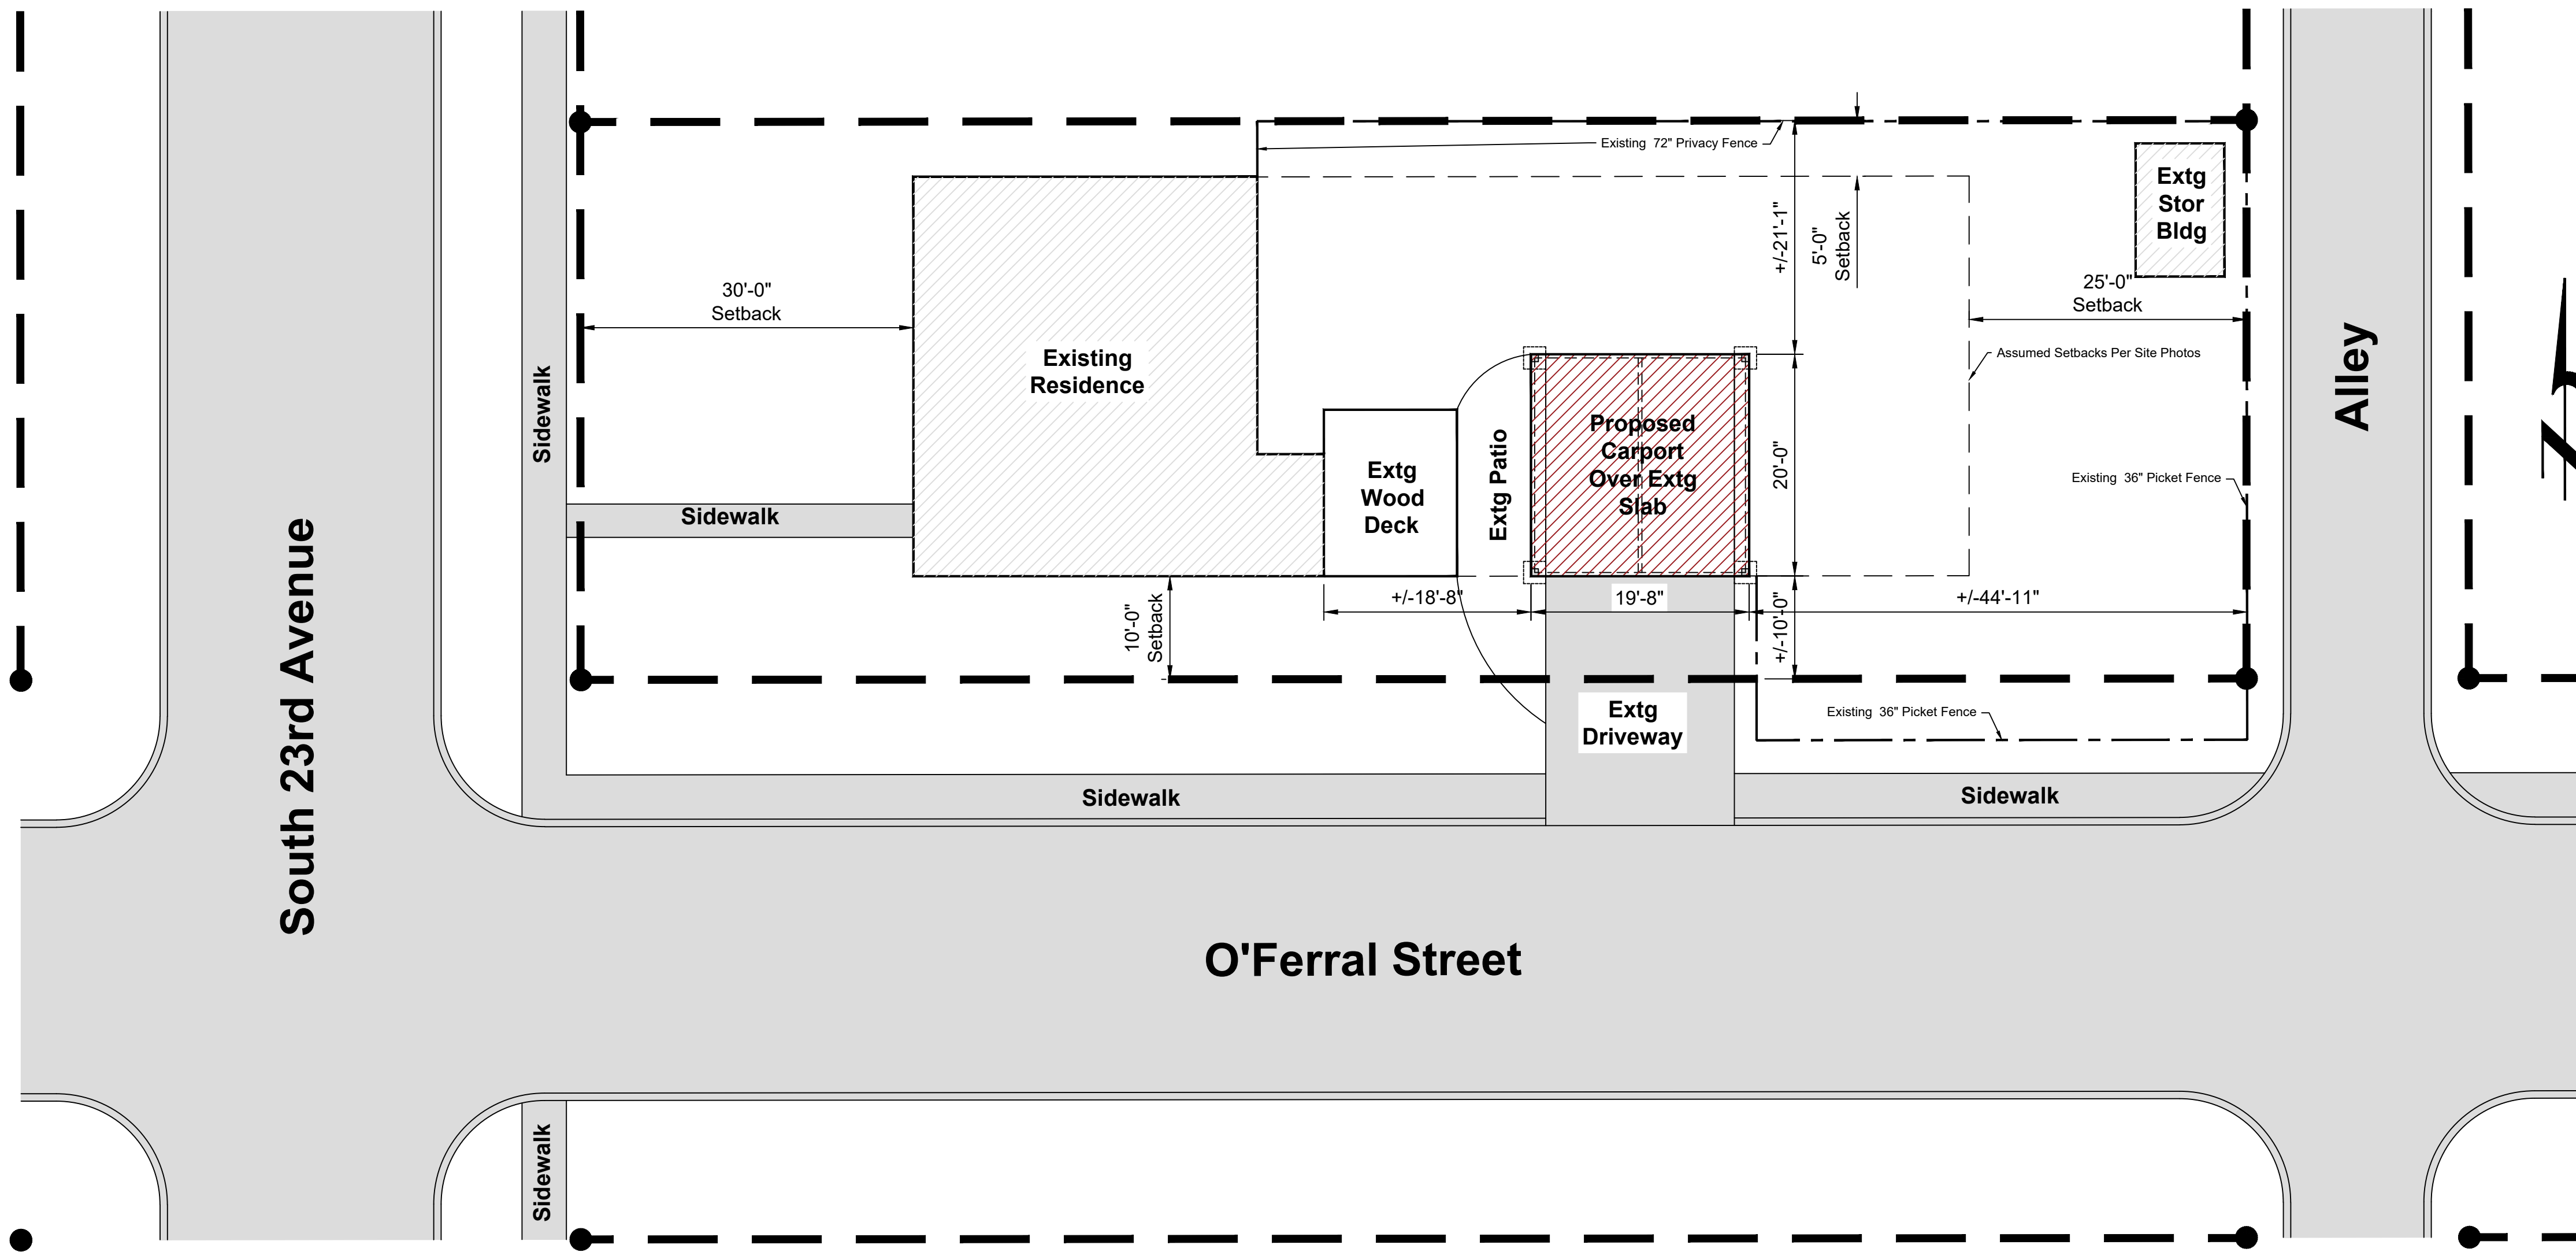 Existing 72" Privacy Fence
Extg
Stor
Bldg
+/-21'-1"
5'-0"
Setback
30'-0"
Setback
25'-0"
Setback
Existing
Residence
Assumed Setbacks Per Site Photos
Alley
Sidewalk
Proposed
Carport
Over Extg
Slab
Extg Patio
Extg
Wood
Deck
20'-0"
Existing 36" Picket Fence
Sidewalk
+/-18'-8"
19'-8"
+/-44'-11"
10'-0"
Setback
+/-10'-0"
South 23rd Avenue
Extg
Driveway
Existing 36" Picket Fence
Sidewalk
Sidewalk
O'Ferral Street
Sidewalk